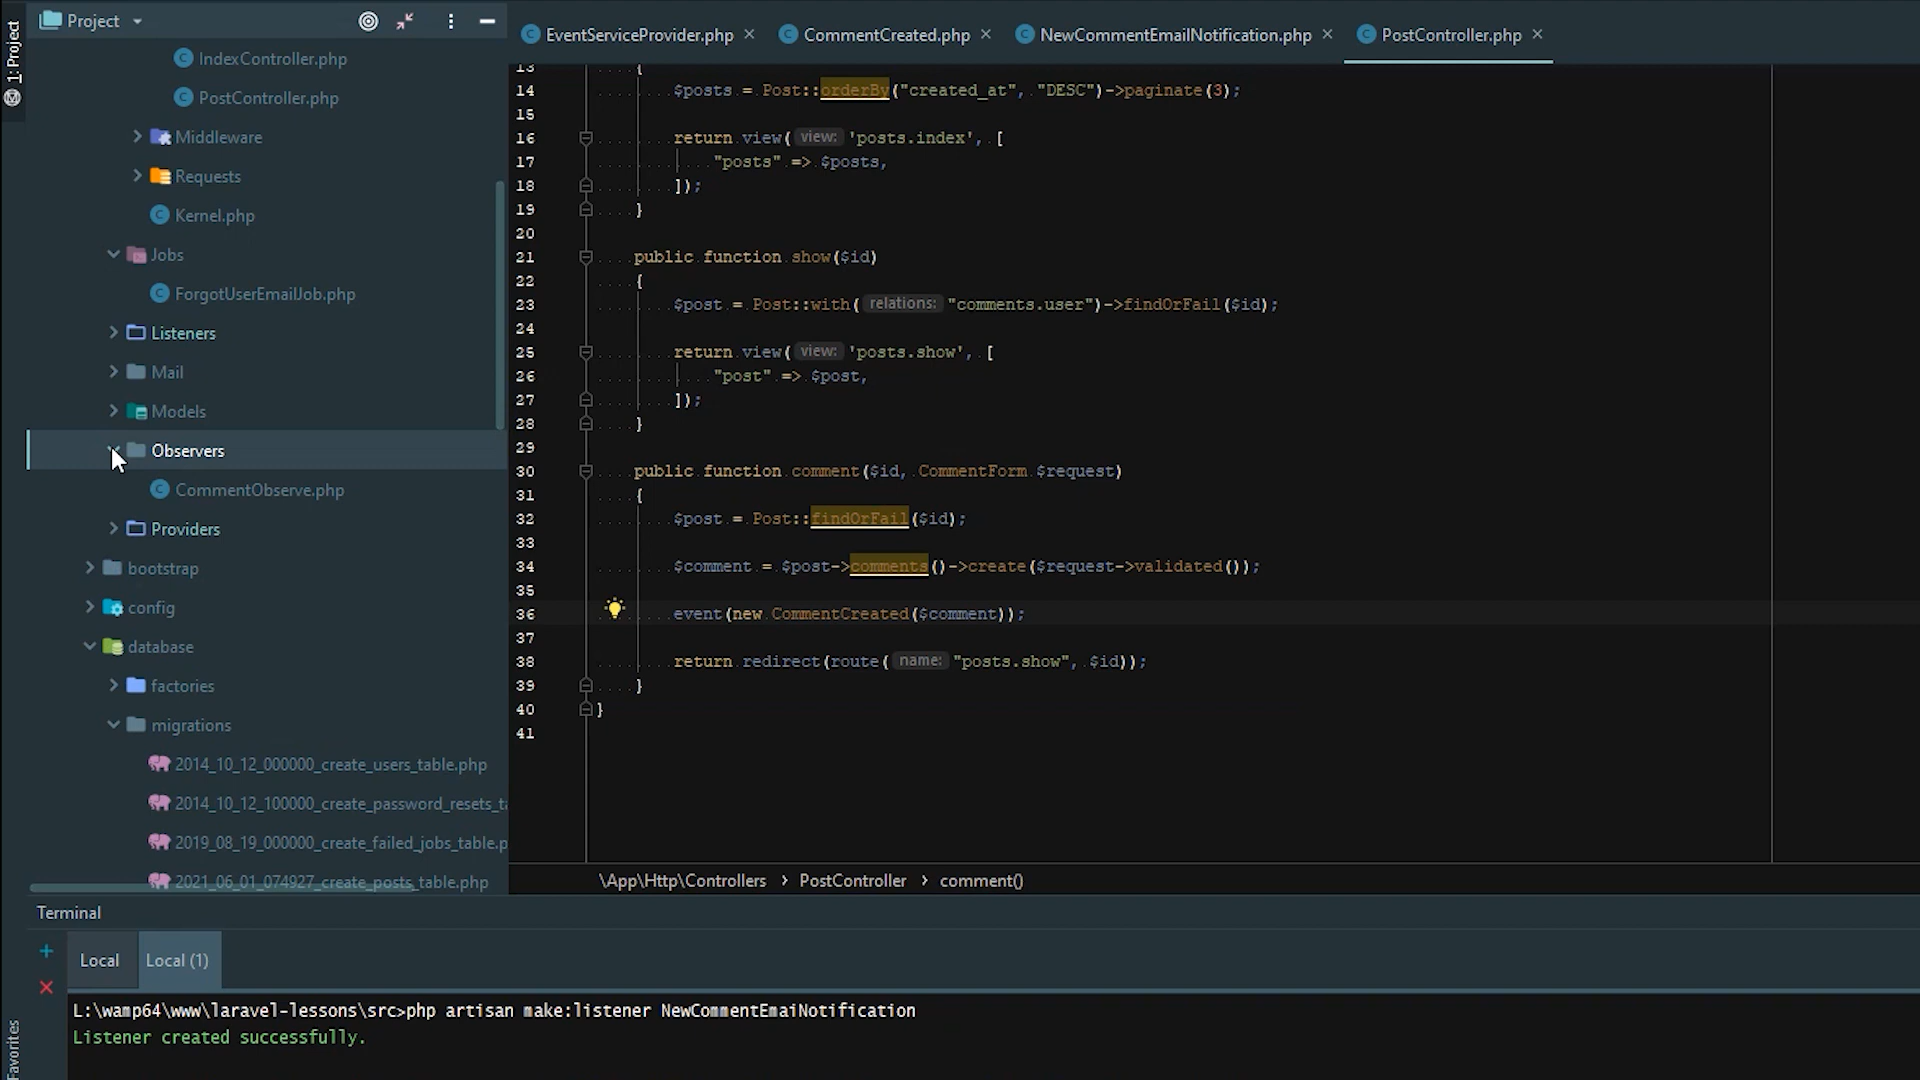 1: Project
Project
IndexController.php
PostController.php
Middleware
Requests
Kernel.php
Jobs
ForgotUserEmailJob.php
Listeners
Mail
Models
Observers
CommentObserve.php
Providers
bootstrap
config
database
factories
migrations
2014_10_12_000000_create_users_table.php
2014_10_12_100000_create_password_resets_ta
2019_08_19_000000_create_failed_jobs_table.p
2021_06_01_074927_create_posts_table.php
EventServiceProvider.php
CommentCreated.php
NewCommentEmailNotification.php
PostController.php
13 {
14 $posts = Post::orderBy("created_at", "DESC")->paginate(3);
15
16 return view( view: 'posts.index', [
17 "posts" => $posts,
18 ]);
19 }
20
21 public function show($id)
22 {
23 $post = Post::with( relations: "comments.user")->findOrFail($id);
24
25 return view( view: 'posts.show', [
26 "post" => $post,
27 ]);
28 }
29
30 public function comment($id, CommentForm $request)
31 {
32 $post = Post::findOrFail($id);
33
34 $comment = $post->comments()->create($request->validated());
35
36 event(new CommentCreated($comment));
37
38 return redirect(route( name: "posts.show", $id));
39 }
40 }
41
\App\Http\Controllers › PostController › comment()
Terminal
Local
Local (1)
L:\wamp64\www\laravel-lessons\src>php artisan make:listener NewCommentEmaiNotification
Listener created successfully.
Favorites